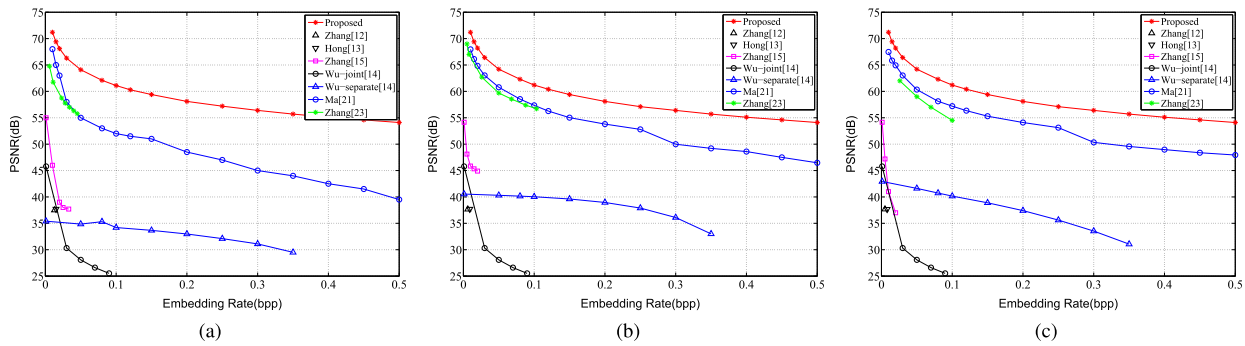 75
70
65
60
55
50
45
40
35
30
25
0
0.1
0.2
0.3
0.4
0.5
PSNR(dB)
Embedding Rate(bpp)
Proposed
Zhang[12]
Hong[13]
Zhang[15]
Wu−joint[14]
Wu−separate[14]
Ma[21]
Zhang[23]
(a)
75
70
65
60
55
50
45
40
35
30
25
0
0.1
0.2
0.3
0.4
0.5
PSNR(dB)
Embedding Rate(bpp)
Proposed
Zhang[12]
Hong[13]
Zhang[15]
Wu−joint[14]
Wu−separate[14]
Ma[21]
Zhang[23]
(b)
75
70
65
60
55
50
45
40
35
30
25
0
0.1
0.2
0.3
0.4
0.5
PSNR(dB)
Embedding Rate(bpp)
Proposed
Zhang[12]
Hong[13]
Zhang[15]
Wu−joint[14]
Wu−separate[14]
Ma[21]
Zhang[23]
(c)